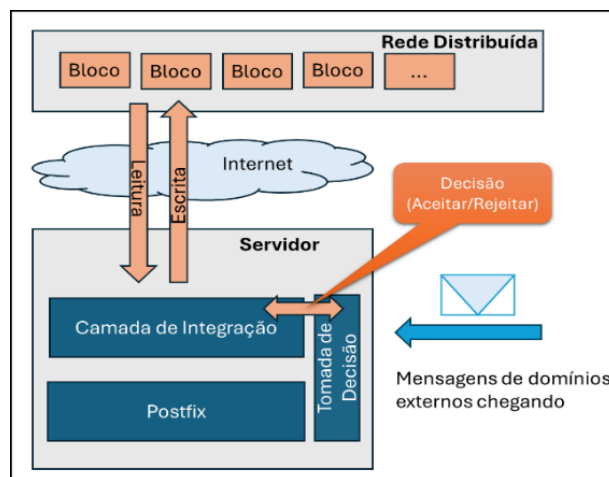 Rede Distribuída
Bloco
Bloco
Bloco
Bloco
...
Internet
Leitura
Escrita
Decisão
(Aceitar/Rejeitar)
Servidor
Camada de Integração
Tomada de
Decisão
Postfix
Mensagens de domínios
externos chegando